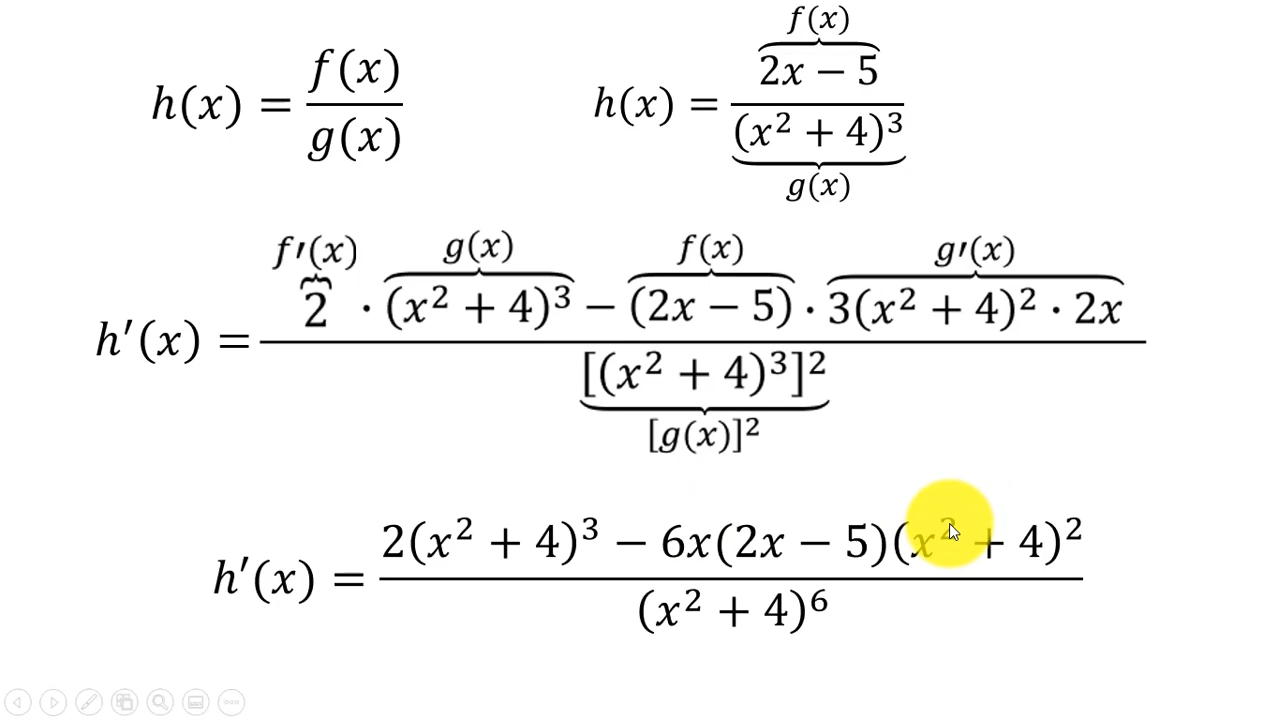 h(x) = f(x) / g(x)
f(x)
h(x) = 2x − 5 / (x² + 4)³
g(x)
f′(x) g(x) f(x) g′(x)
h′(x) = 2 · (x² + 4)³ − (2x − 5) · 3(x² + 4)² · 2x / [(x² + 4)³]²
[g(x)]²
h′(x) = 2(x² + 4)³ − 6x(2x − 5)(x² + 4)² / (x² + 4)⁶